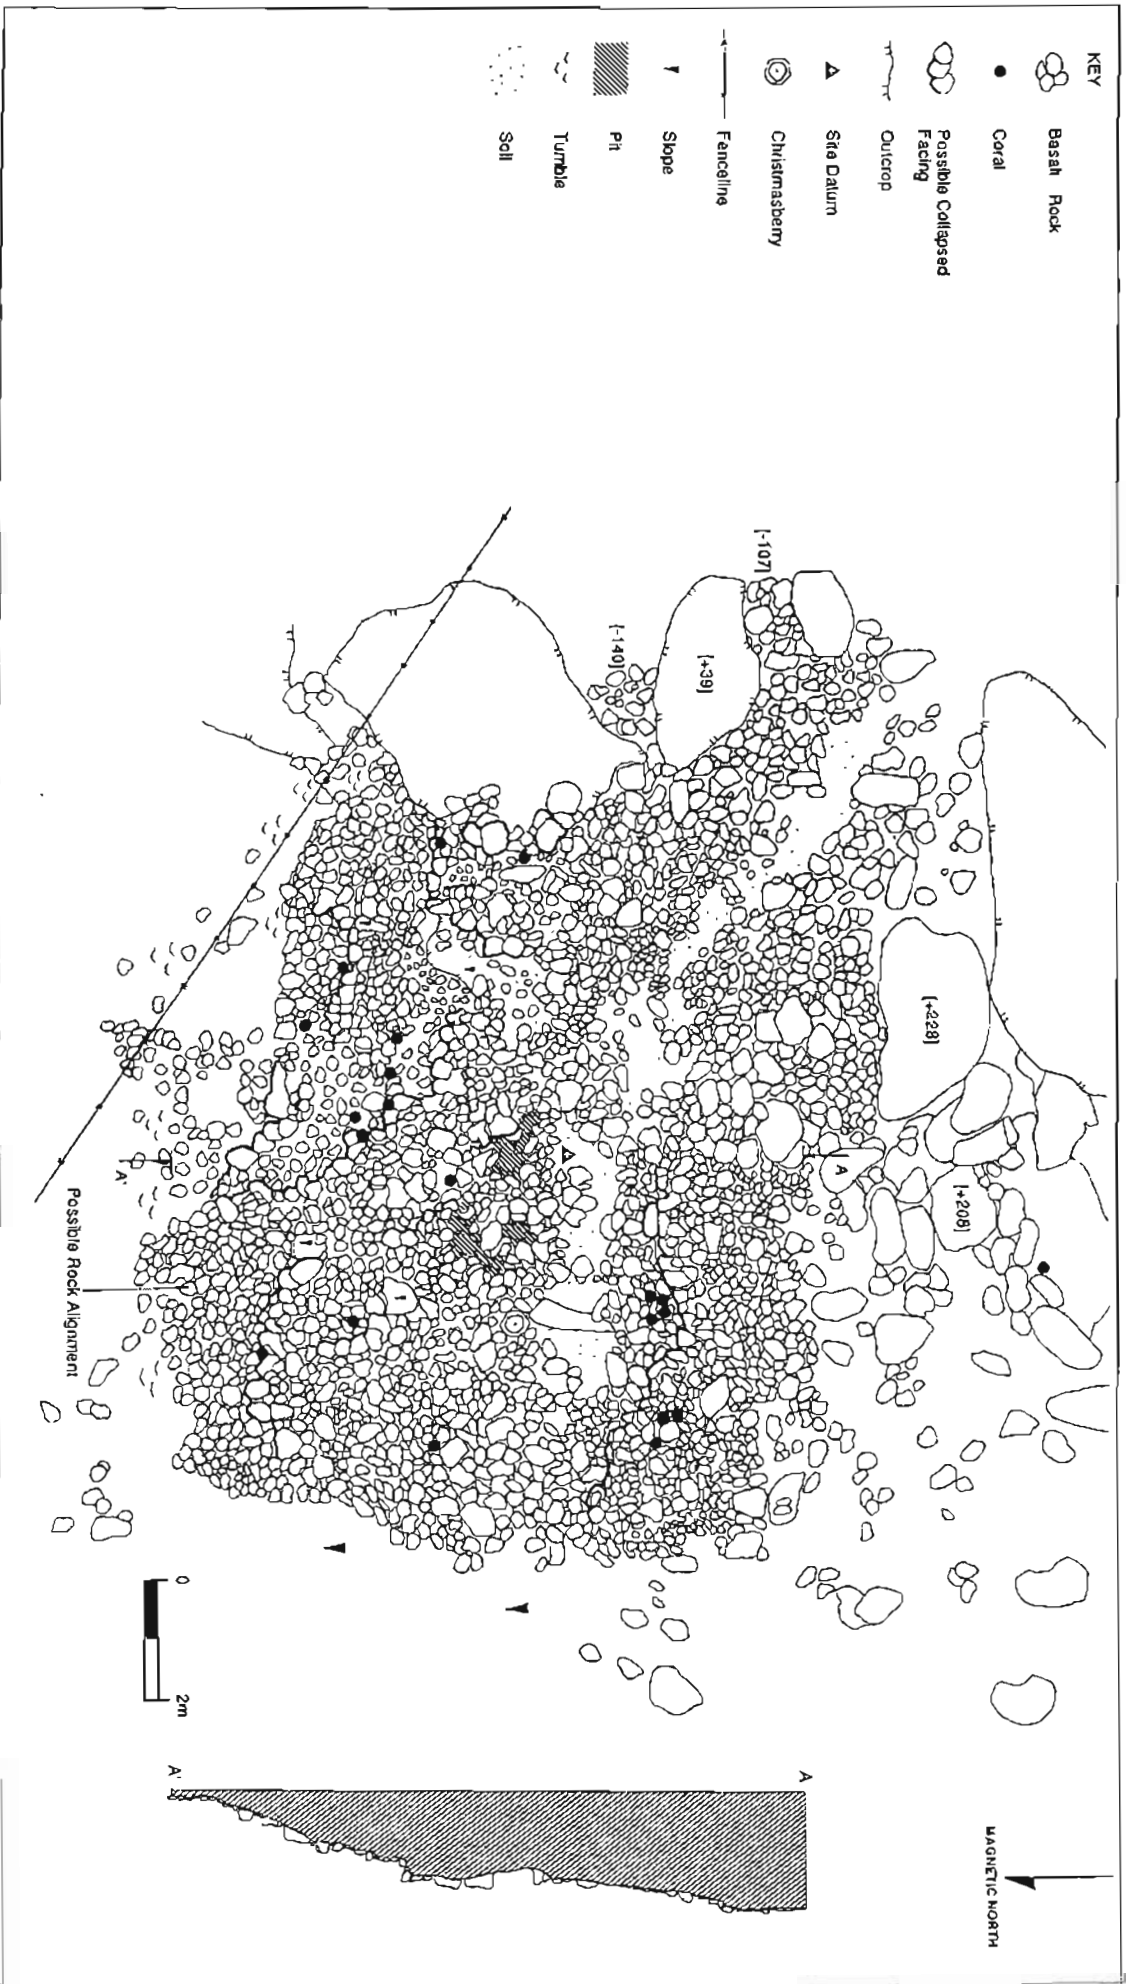 KEY
Basalt Rock
Coral
Possible Collapsed
Facing
Outcrop
Site Datum
Christmasberry
Fenceline
Slope
Pit
Tumble
Soil
[-107]
[-140]
[+39]
[+228]
[+208]
A
A'
Possible Rock Alignment
0
2m
A'
A
MAGNETIC NORTH